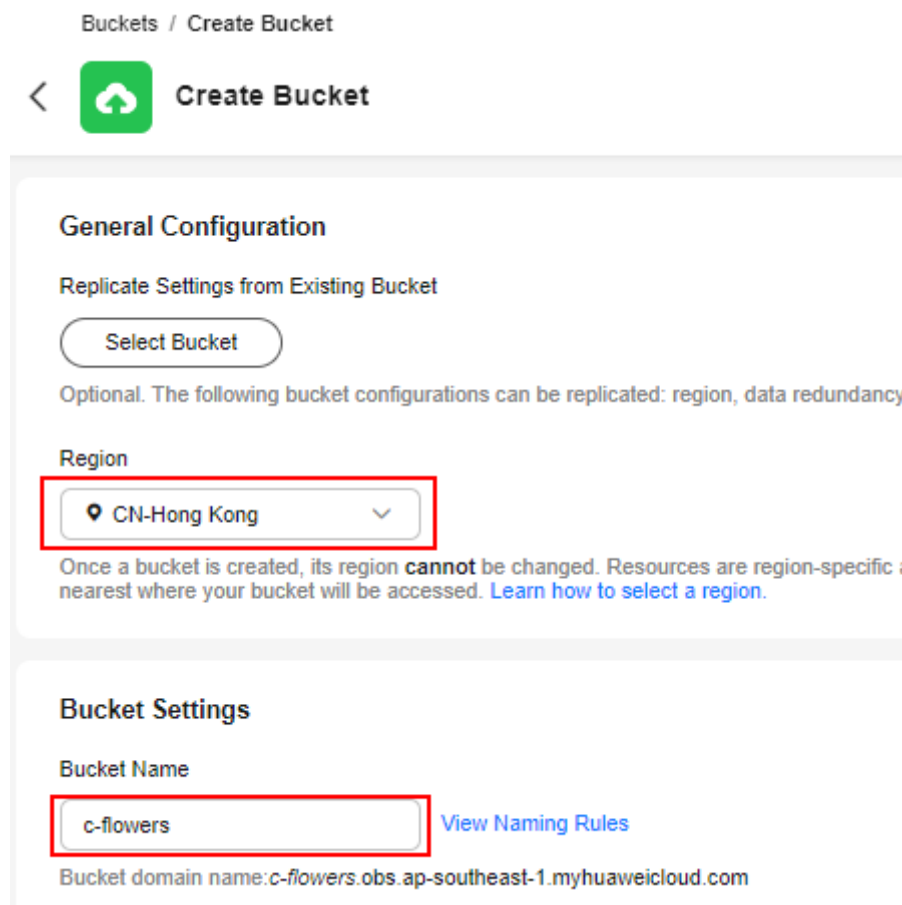 Buckets / Create Bucket
Create Bucket
General Configuration
Replicate Settings from Existing Bucket
Select Bucket
Optional. The following bucket configurations can be replicated: region, data redundancy
Region
CN-Hong Kong
Once a bucket is created, its region cannot be changed. Resources are region-specific
nearest where your bucket will be accessed. Learn how to select a region.
Bucket Settings
Bucket Name
c-flowers View Naming Rules
Bucket domain name:c-flowers.obs.ap-southeast-1.myhuaweicloud.com